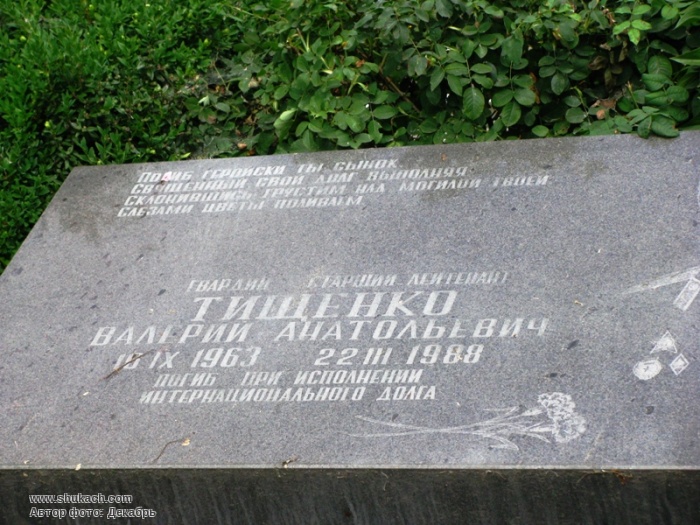 Погиб геройски ты сынок,
священный свой долг выполняя
Склонившись грустим над могилой твоей
слезами цветы поливаем.
гвардии старший лейтенант
ТИЩЕНКО
ВАЛЕРИЙ АНАТОЛЬЕВИЧ
18 IX 1963 22 III 1988
погиб при исполнении
интернационального долга
www.shukach.com
Автор фото: Декабрь